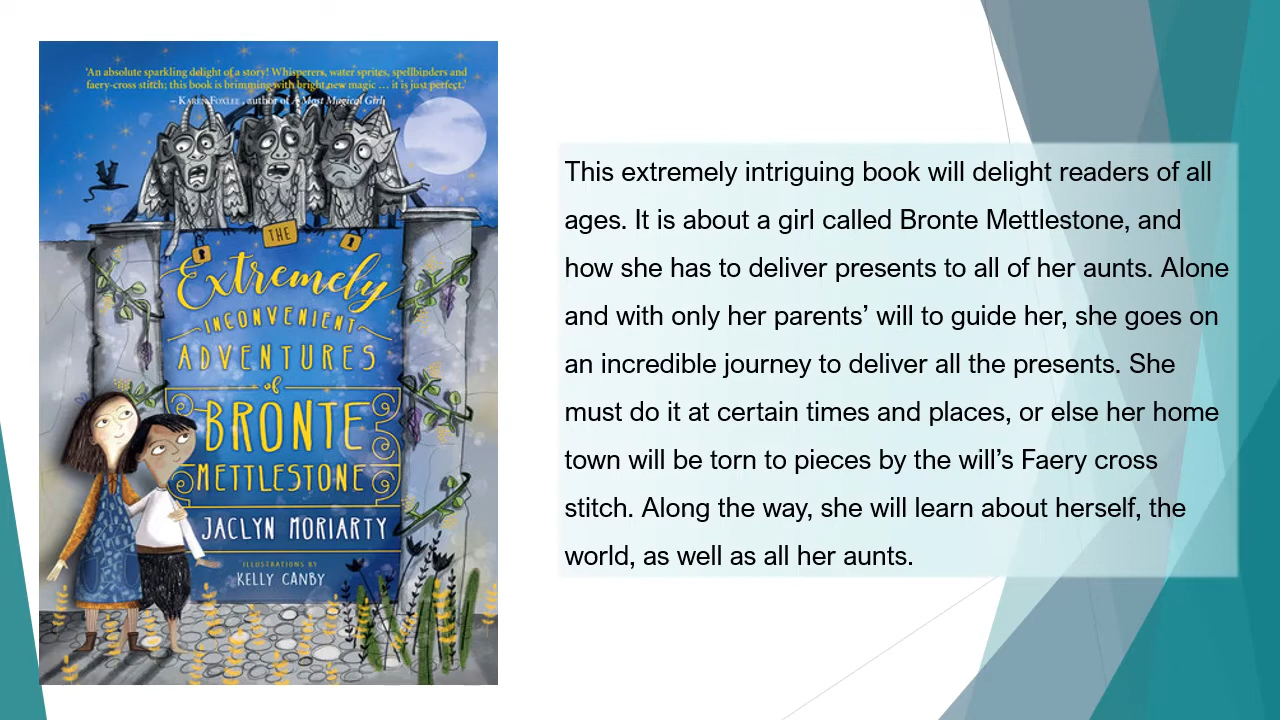 'An absolute sparkling delight of a story! Whisperers, water sprites, spellbinders and
faery-cross stitch; this book is brimming with bright new magic … it is just perfect.'
– Karen Foxlee, author of A Most Magical Girl
THE
Extremely
INCONVENIENT
ADVENTURES
of
BRONTE
METTLESTONE
JACLYN MORIARTY
ILLUSTRATIONS BY
KELLY CANBY
This extremely intriguing book will delight readers of all
ages. It is about a girl called Bronte Mettlestone, and
how she has to deliver presents to all of her aunts. Alone
and with only her parents’ will to guide her, she goes on
an incredible journey to deliver all the presents. She
must do it at certain times and places, or else her home
town will be torn to pieces by the will’s Faery cross
stitch. Along the way, she will learn about herself, the
world, as well as all her aunts.